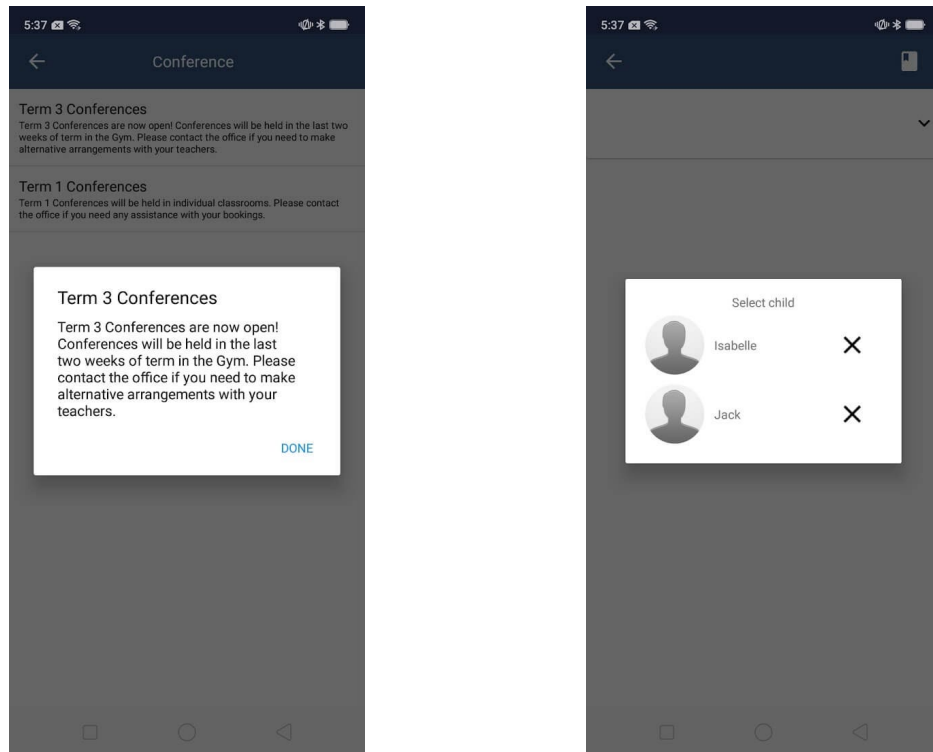 5:37
Conference
Term 3 Conferences
Term 3 Conferences are now open! Conferences will be held in the last two
weeks of term in the Gym. Please contact the office if you need to make
alternative arrangements with your teachers.
Term 1 Conferences
Term 1 Conferences will be held in individual classrooms. Please contact
the office if you need any assistance with your bookings.
Term 3 Conferences
Term 3 Conferences are now open!
Conferences will be held in the last
two weeks of term in the Gym. Please
contact the office if you need to make
alternative arrangements with your
teachers.
DONE
5:37
Select child
Isabelle
Jack